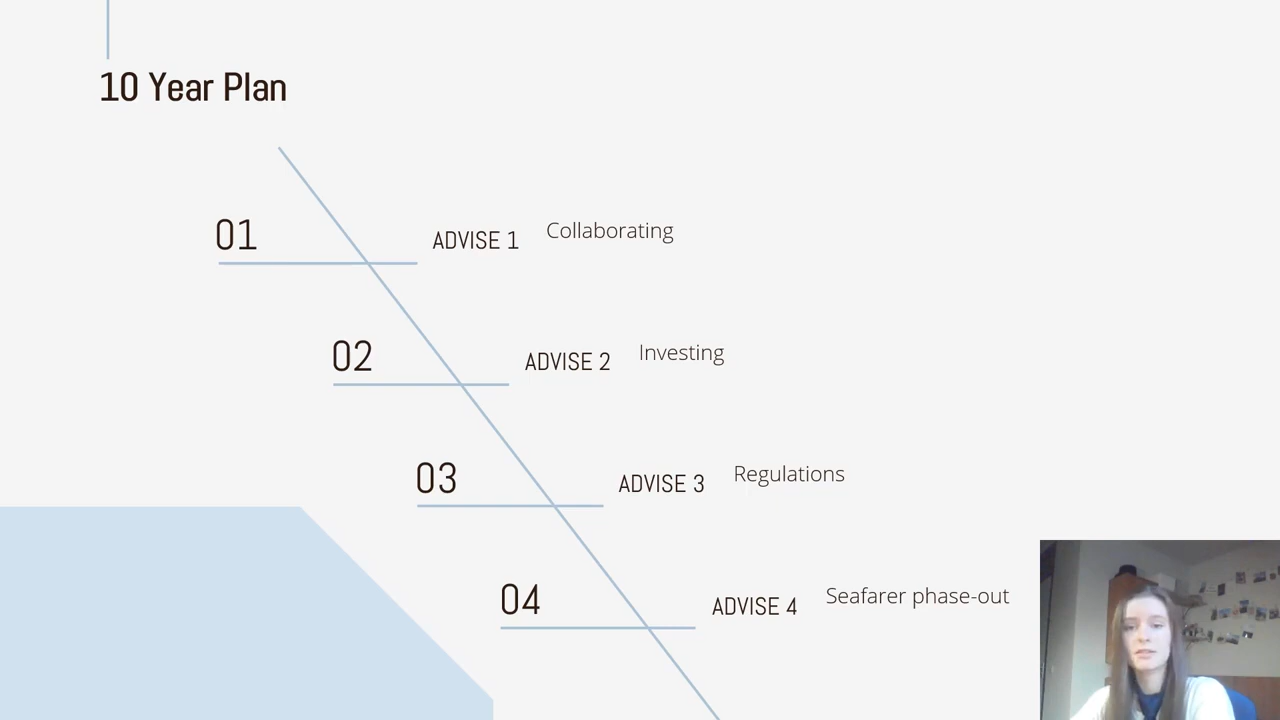 10 Year Plan
01 ADVISE 1 Collaborating
02 ADVISE 2 Investing
03 ADVISE 3 Regulations
04 ADVISE 4 Seafarer phase-out